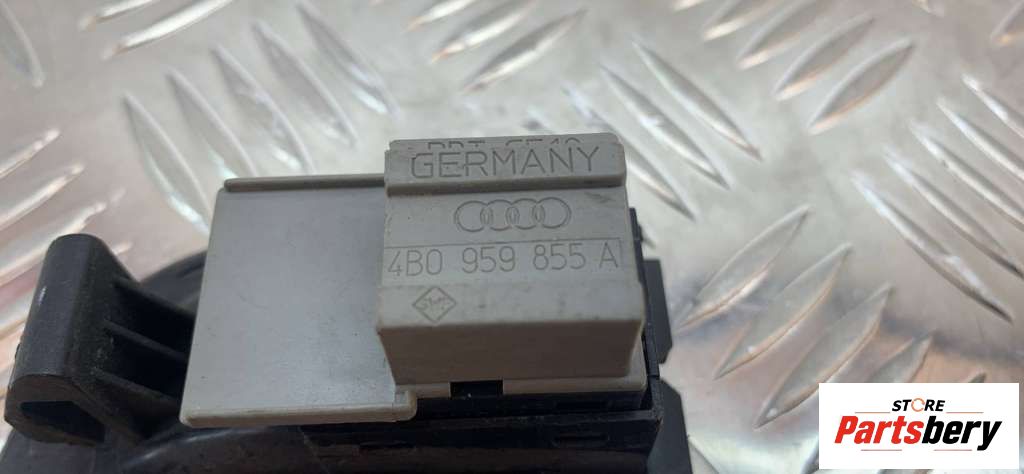 GERMANY
4B0 959 855 A
STORE
Partsbery